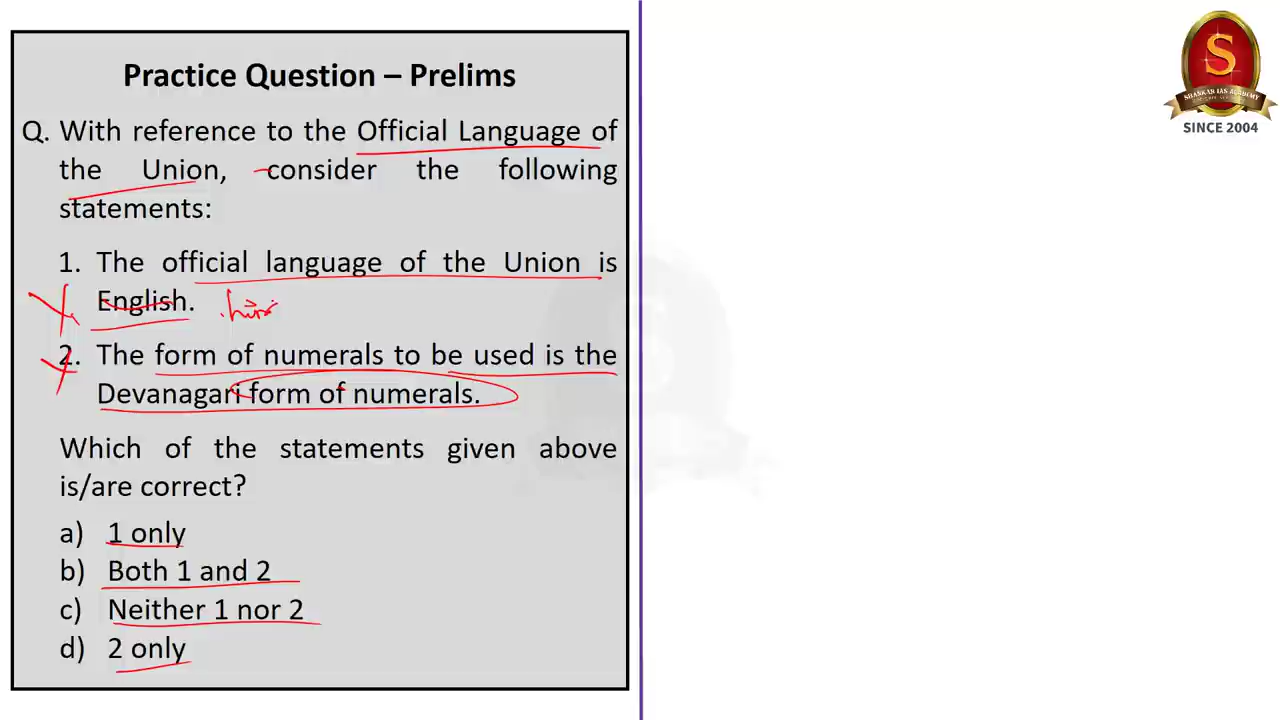 Practice Question – Prelims
Q. With reference to the Official Language of
the Union, consider the following
statements:
1. The official language of the Union is
English.
2. The form of numerals to be used is the
Devanagari form of numerals.
Which of the statements given above
is/are correct?
a) 1 only
b) Both 1 and 2
c) Neither 1 nor 2
d) 2 only
S
SHANKAR IAS ACADEMY
SINCE 2004